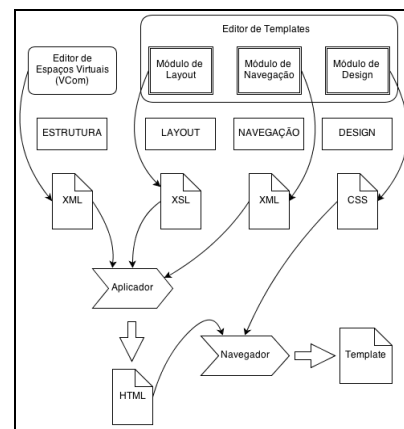 Editor de Templates
Editor de
Espaços Virtuais
(VCom)
Módulo de
Layout
Módulo de
Navegação
Módulo de
Design
ESTRUTURA
LAYOUT
NAVEGAÇÃO
DESIGN
XML
XSL
XML
CSS
Aplicador
Navegador
Template
HTML